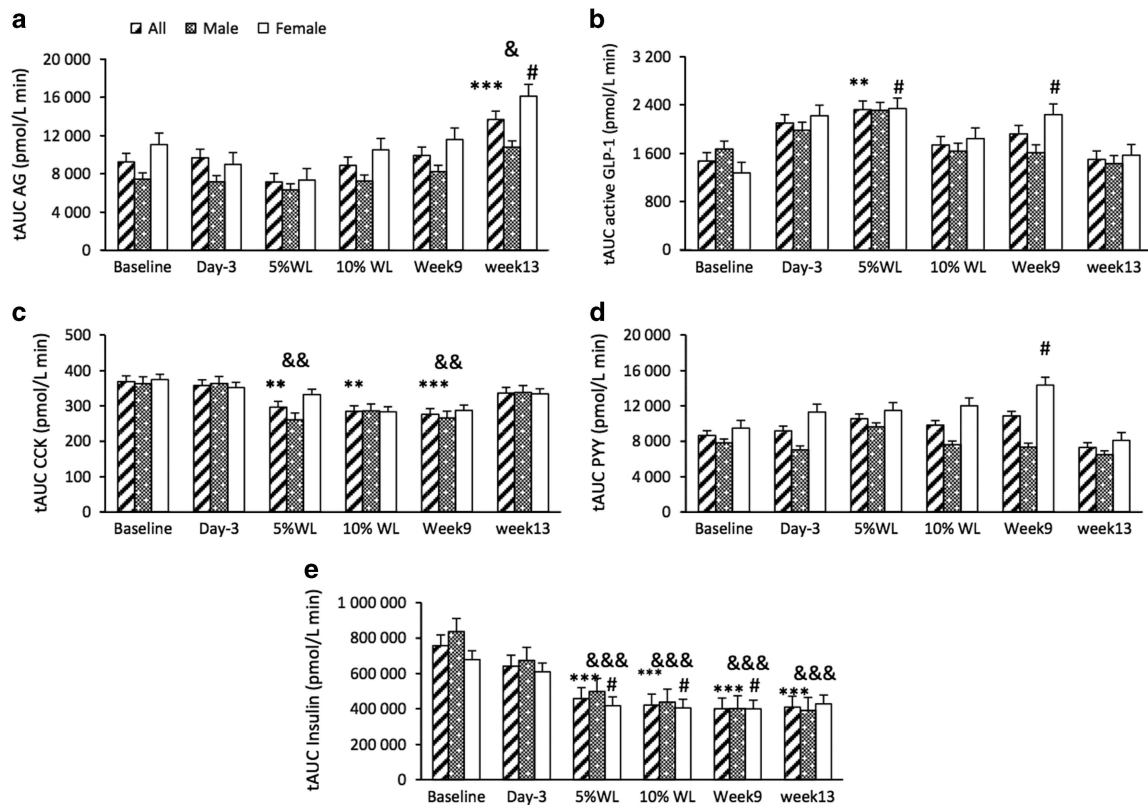 a
All Male Female
tAUC AG (pmol/L min)
20 000
16 000
12 000
8 000
4 000
0
***
&
#
Baseline Day-3 5%WL 10% WL Week9 week13
b
tAUC active GLP-1 (pmol/L min)
3 200
2 400
1 600
800
0
** # #
Baseline Day-3 5%WL 10% WL Week9 week13
c
tAUC CCK (pmol/L min)
500
400
300
200
100
0
&& &&
** ** ***
Baseline Day-3 5%WL 10% WL Week9 week13
d
tAUC PYY (pmol/L min)
20 000
16 000
12 000
8 000
4 000
0
#
Baseline Day-3 5%WL 10% WL Week9 week13
e
tAUC Insulin (pmol/L min)
1 000 000
800 000
600 000
400 000
200 000
0
&&& &&& &&& &&&
*** *** *** ***
# # #
Baseline Day-3 5%WL 10% WL Week9 week13